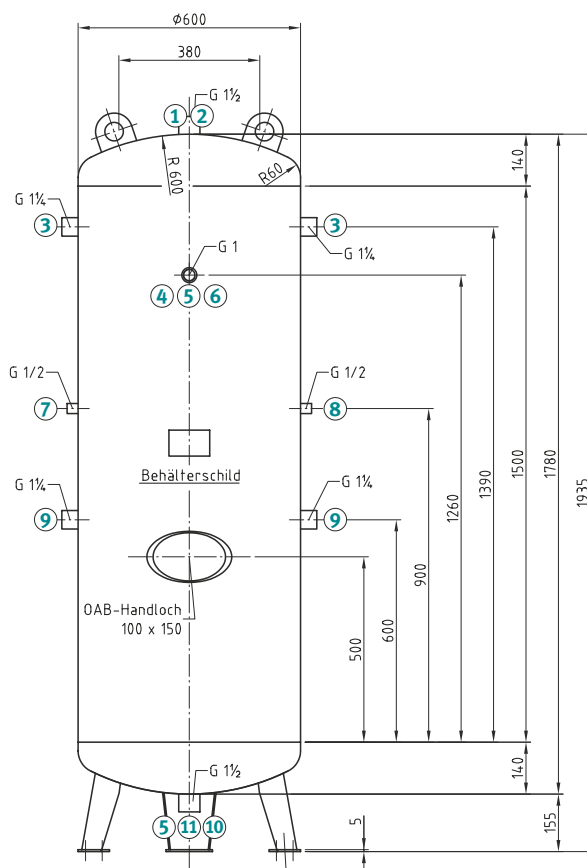 Ø600
380
G 1½
1 2
R 600
R60
140
G 1¼
3
3
G 1¼
G 1
4 5 6
G 1/2
7
G 1/2
8
Behälterschild
G 1¼
9
G 1¼
9
OAB-Handloch
100 x 150
500
600
900
1260
1390
1500
1780
1935
140
G 1½
5 11 10
5
155